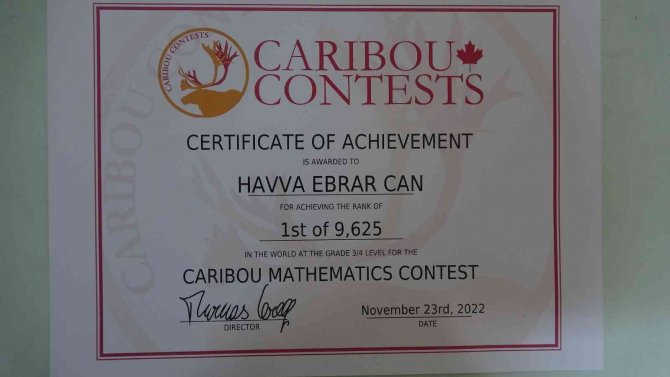 CARIBOU CONTESTS
CARIBOU
CONTESTS
CERTIFICATE OF ACHIEVEMENT
IS AWARDED TO
HAVVA EBRAR CAN
FOR ACHIEVING THE RANK OF
1st of 9,625
IN THE WORLD AT THE GRADE 3/4 LEVEL FOR THE
CARIBOU MATHEMATICS CONTEST
DIRECTOR
November 23rd, 2022
DATE